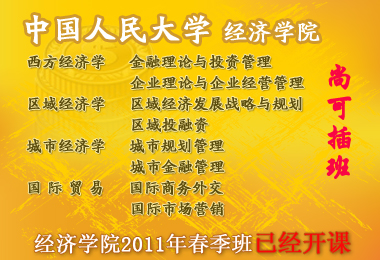 中国人民大学 经济学院
西方经济学 金融理论与投资管理
企业理论与企业经营管理
区域经济学 区域经济发展战略与规划
区域投融资
城市经济学 城市规划管理
城市金融管理
国际贸易 国际商务外交
国际市场营销
尚可插班
经济学院2011年春季班已经开课